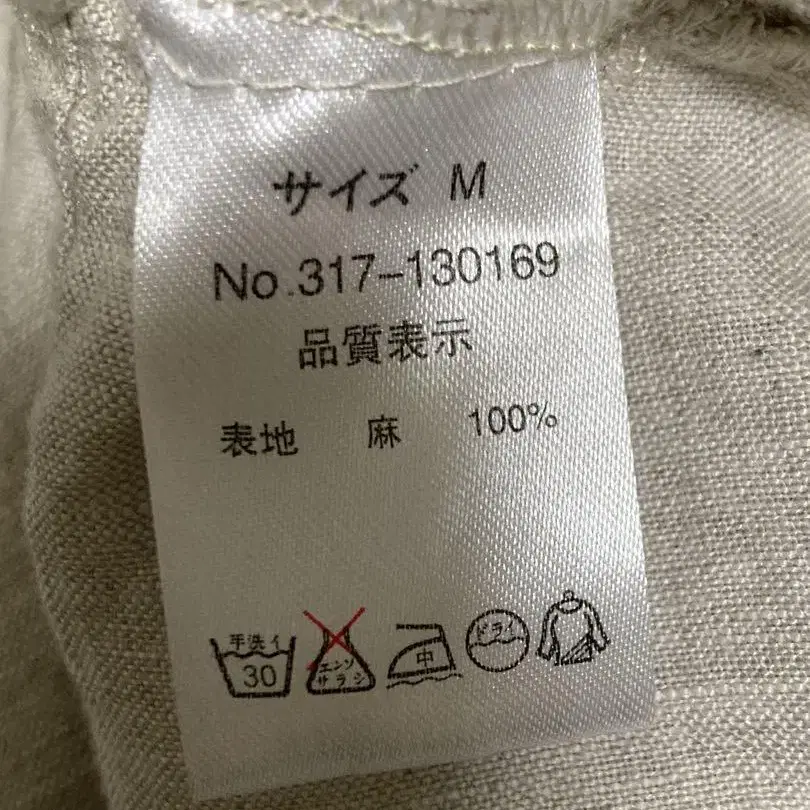 サイズ M
No.317-130169
品質表示
表地 麻 100%
手洗イ 30
エンソサラシ
中
ドライ